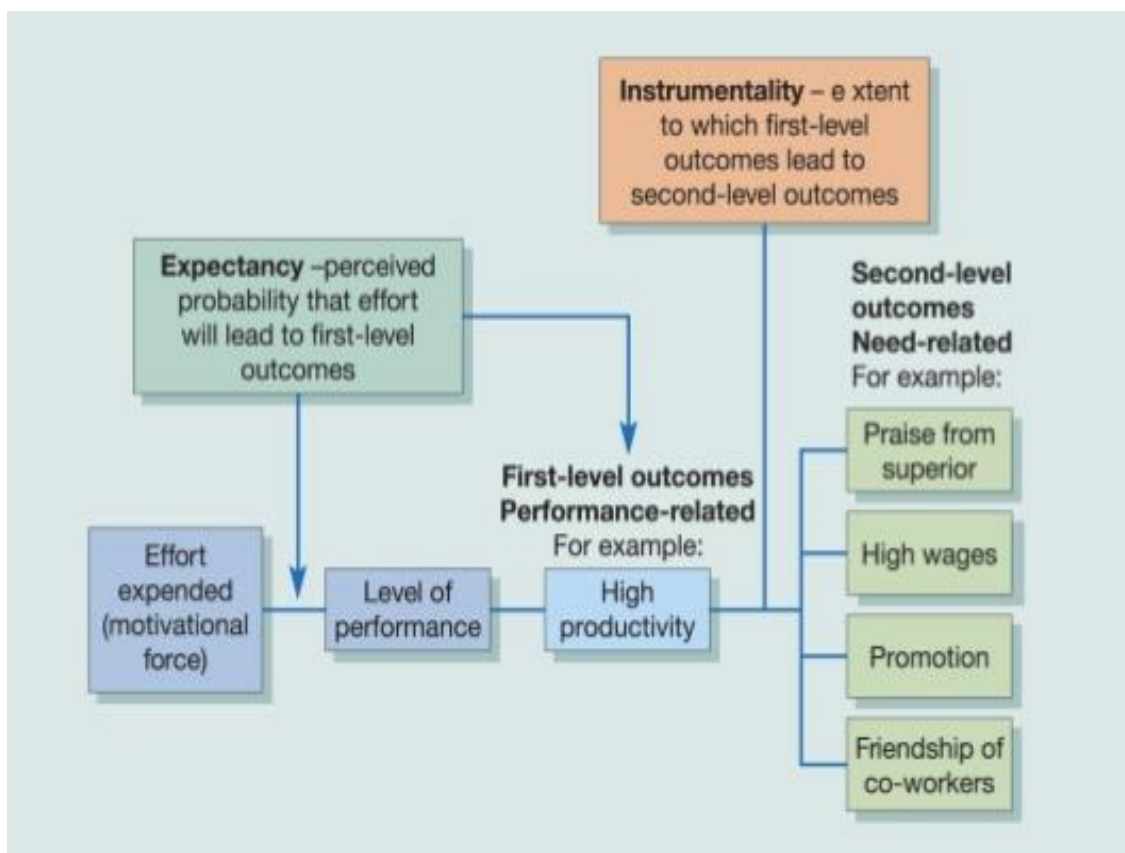 Instrumentality – e xtent
to which first-level
outcomes lead to
second-level outcomes
Expectancy –perceived
probability that effort
will lead to first-level
outcomes
Second-level
outcomes
Need-related
For example:
First-level outcomes
Performance-related
For example:
Effort
expended
(motivational
force)
Level of
performance
High
productivity
Praise from
superior
High wages
Promotion
Friendship of
co-workers